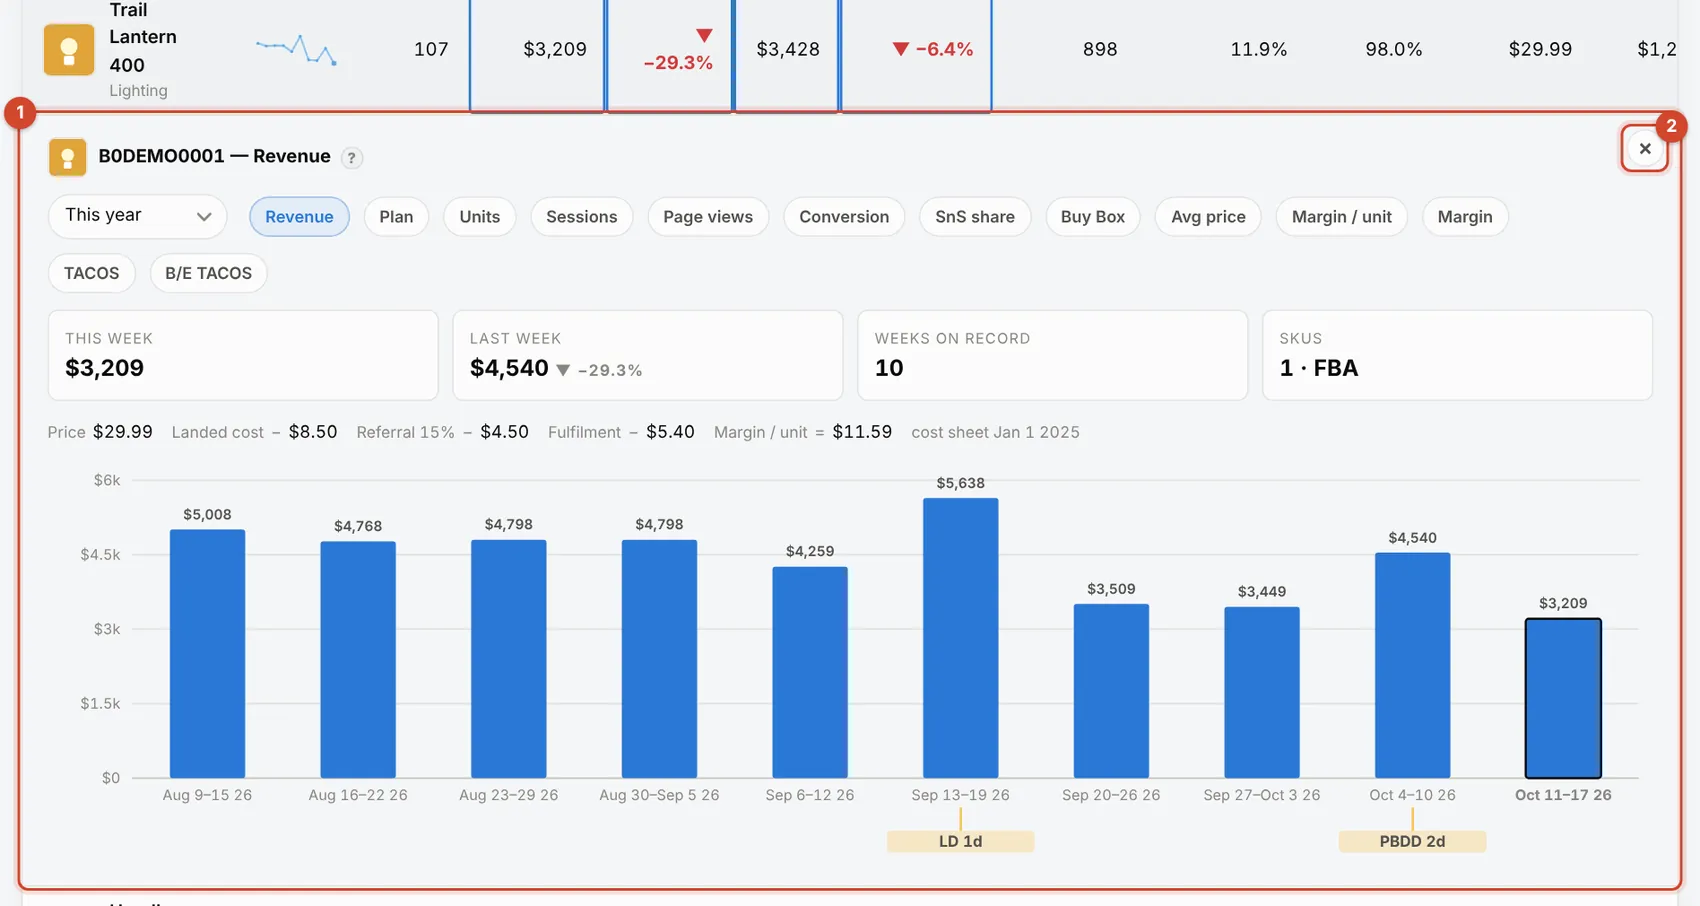 Trail
Lantern
400
Lighting
107
$3,209
▼
−29.3%
$3,428
▼ −6.4%
898
11.9%
98.0%
$29.99
$1,2
1
2
B0DEMO0001 — Revenue ?
×
This year
Revenue
Plan
Units
Sessions
Page views
Conversion
SnS share
Buy Box
Avg price
Margin / unit
Margin
TACOS
B/E TACOS
THIS WEEK
$3,209
LAST WEEK
$4,540 ▼ −29.3%
WEEKS ON RECORD
10
SKUS
1 · FBA
Price $29.99 Landed cost − $8.50 Referral 15% − $4.50 Fulfilment − $5.40 Margin / unit = $11.59 cost sheet Jan 1 2025
$6k
$4.5k
$3k
$1.5k
$0
$5,008
$4,768
$4,798
$4,798
$4,259
$5,638
$3,509
$3,449
$4,540
$3,209
Aug 9–15 26
Aug 16–22 26
Aug 23–29 26
Aug 30–Sep 5 26
Sep 6–12 26
Sep 13–19 26
Sep 20–26 26
Sep 27–Oct 3 26
Oct 4–10 26
Oct 11–17 26
LD 1d
PBDD 2d